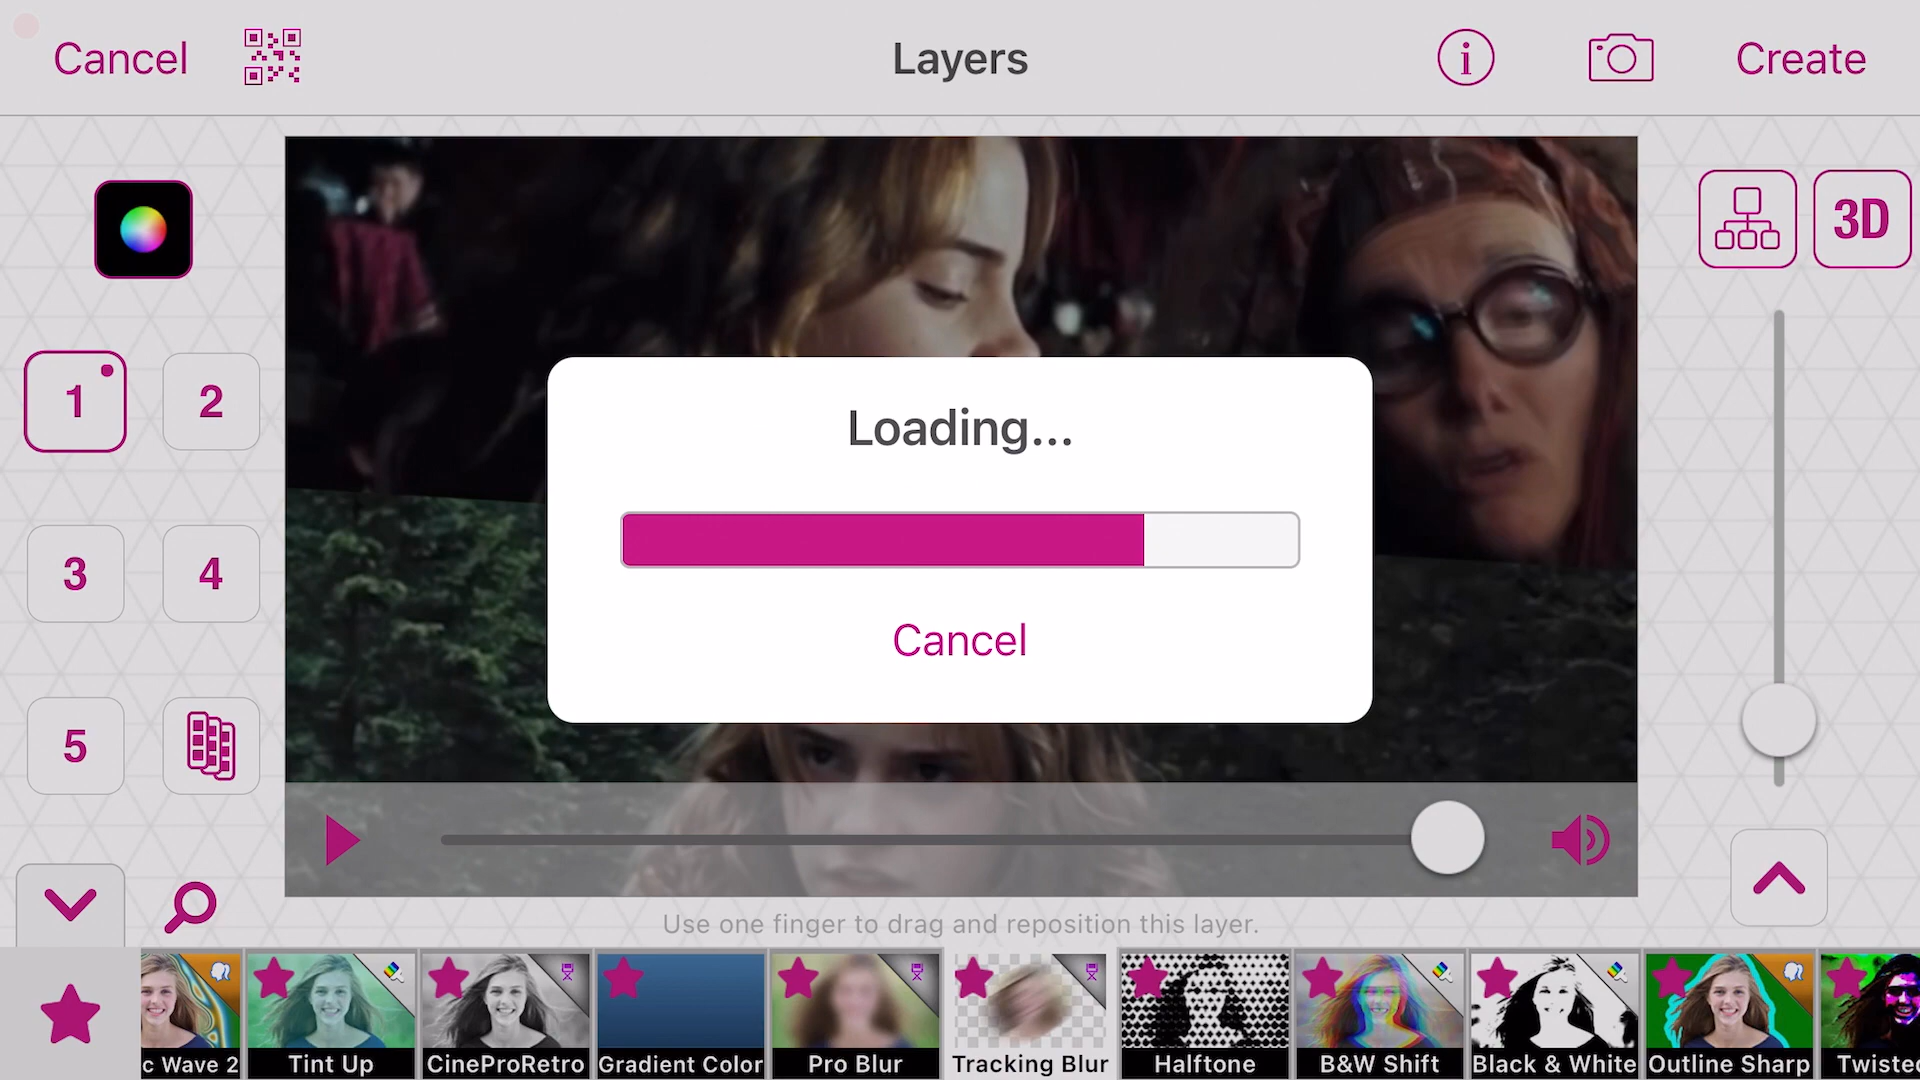 Cancel
Layers
Create
3D
1
2
Loading...
3
4
Cancel
5
Use one finger to drag and reposition this layer.
c Wave 2
Tint Up
CineProRetro
Gradient Color
Pro Blur
Tracking Blur
Halftone
B&W Shift
Black & White
Outline Sharp
Twisted